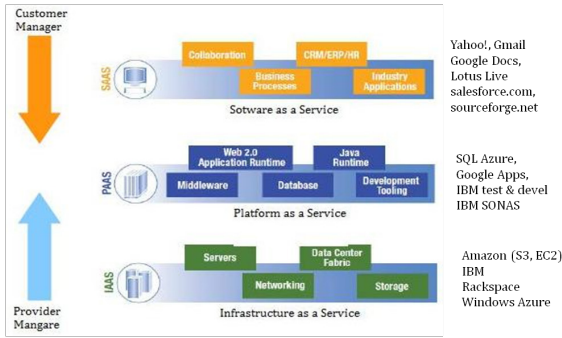 Customer
Manager
SAAS
Collaboration
CRM/ERP/HR
Business
Processes
Industry
Applications
Sotware as a Service
Yahoo!, Gmail
Google Docs,
Lotus Live
salesforce.com,
sourceforge.net
PAAS
Web 2.0
Application Runtime
Java
Runtime
Middleware
Database
Development
Tooling
Platform as a Service
SQL Azure,
Google Apps,
IBM test & devel
IBM SONAS
IAAS
Servers
Data Center
Fabric
Networking
Storage
Infrastructure as a Service
Amazon (S3, EC2)
IBM
Rackspace
Windows Azure
Provider
Mangare